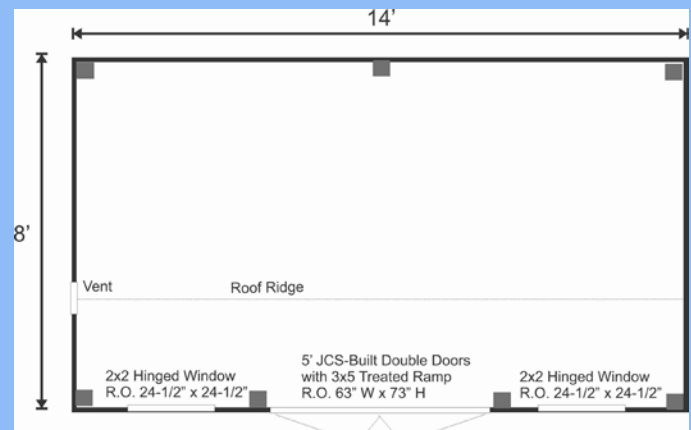 14’
8’
Vent
Roof Ridge
2x2 Hinged Window
R.O. 24-1/2” x 24-1/2”
5’ JCS-Built Double Doors
with 3x5 Treated Ramp
R.O. 63” W x 73” H
2x2 Hinged Window
R.O. 24-1/2” x 24-1/2”